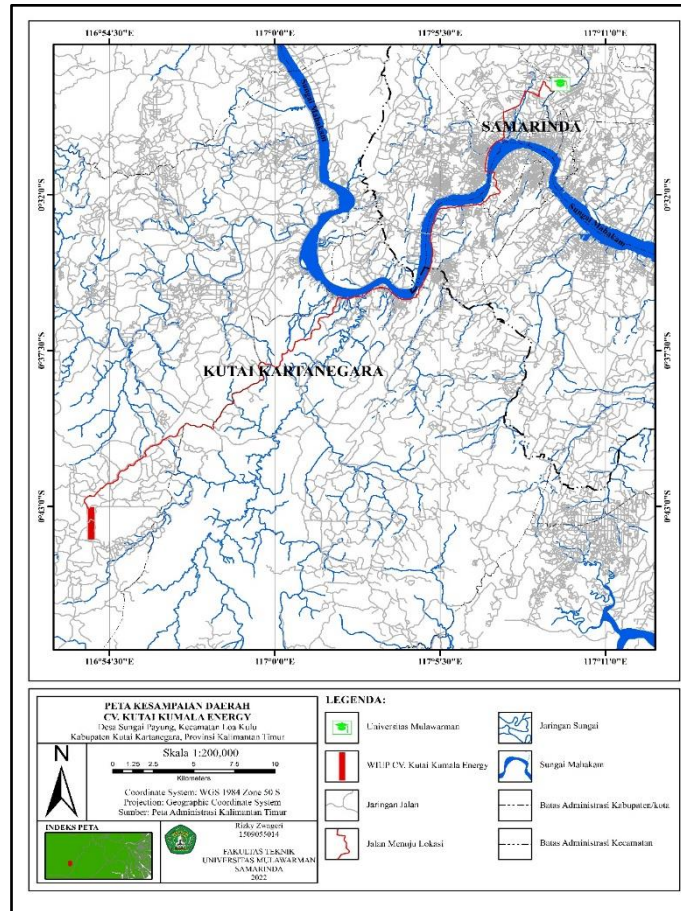 116°54'30"E 117°0'0"E 117°5'30"E 117°11'0"E
SAMARINDA
0°32'0"S 0°32'0"S
Sungai Mahakam
Sungai Mahakam
0°37'30"S 0°37'30"S
KUTAI KARTANEGARA
0°43'0"S 0°43'0"S
116°54'30"E 117°0'0"E 117°5'30"E 117°11'0"E
PETA KESAMPAIAN DAERAH
CV. KUTAI KUMALA ENERGY
Desa Sungai Payung, Kecamatan Loa Kulu
Kabupaten Kutai Kartanegara, Provinsi Kalimantan Timur
N
Skala 1:200,000
0 1.25 2.5 5 7.5 10
Kilometers
Coordinate System: WGS 1984 Zone 50 S
Projection: Geographic Coordinate System
Sumber: Peta Administrasi Kalimantan Timur
INDEKS PETA
Rizky Zwageri
1509055014
FAKULTAS TEKNIK
UNIVERSITAS MULAWARMAN
SAMARINDA
2022
LEGENDA:
Universitas Mulawarman
WIUP CV. Kutai Kumala Energy
Jaringan Jalan
Jalan Menuju Lokasi
Jaringan Sungai
Sungai Mahakam
Batas Administrasi Kabupaten/kota
Batas Administrasi Kecamatan